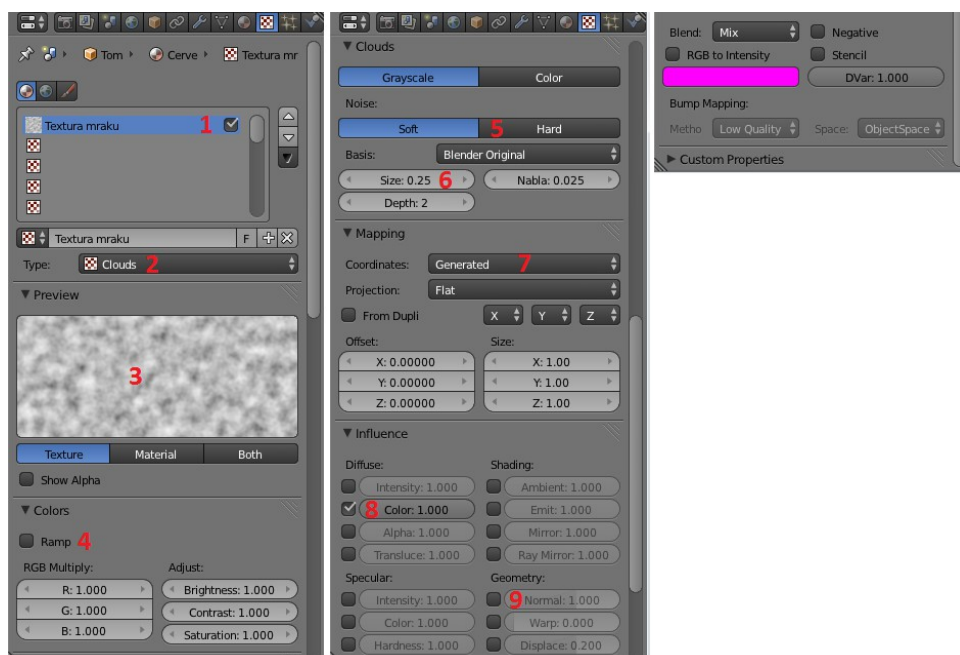 Tom Cerve Textura mr
Textura mraku 1
Textura mraku F
Type: Clouds 2
Preview
3
Texture Material Both
Show Alpha
Colors
Ramp 4
RGB Multiply: Adjust:
R: 1.000 Brightness: 1.000
G: 1.000 Contrast: 1.000
B: 1.000 Saturation: 1.000
Clouds
Grayscale Color
Noise:
Soft 5 Hard
Basis: Blender Original
Size: 0.25 6 Nabla: 0.025
Depth: 2
Mapping
Coordinates: Generated 7
Projection: Flat
From Dupli X Y Z
Offset: Size:
X: 0.00000 X: 1.00
Y: 0.00000 Y: 1.00
Z: 0.00000 Z: 1.00
Influence
Diffuse: Shading:
Intensity: 1.000 Ambient: 1.000
8 Color: 1.000 Emit: 1.000
Alpha: 1.000 Mirror: 1.000
Transluce: 1.000 Ray Mirror: 1.000
Specular: Geometry:
Intensity: 1.000 9 Normal: 1.000
Color: 1.000 Warp: 0.000
Hardness: 1.000 Displace: 0.200
Blend: Mix Negative
RGB to Intensity Stencil
DVar: 1.000
Bump Mapping:
Metho Low Quality Space: ObjectSpace
Custom Properties